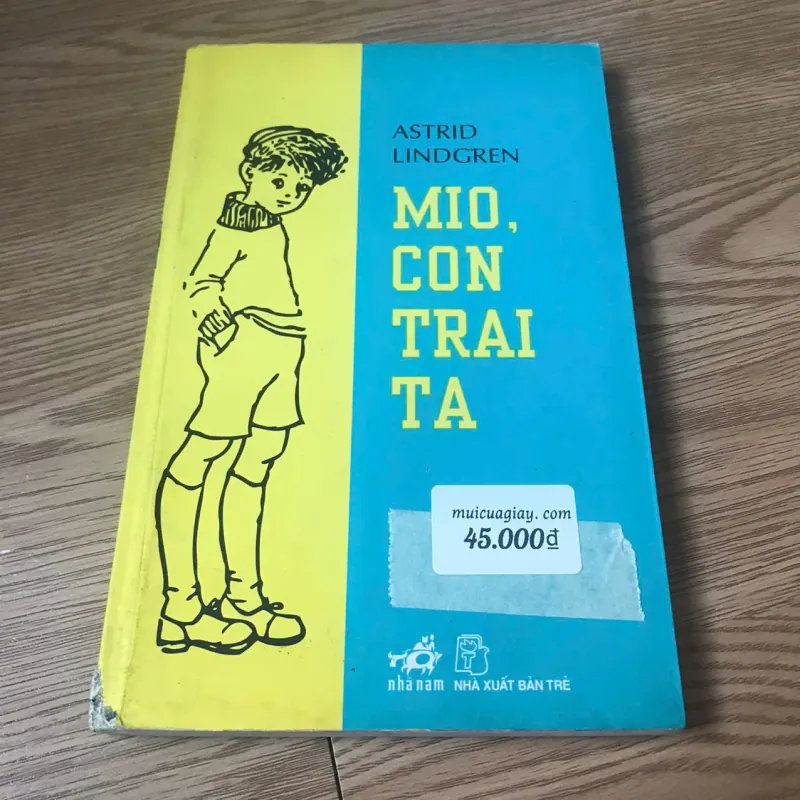 ASTRID
LINDGREN
MIO,
CON
TRAI
TA
muicuagiay.com
45.000đ
nhã nam
NHÀ XUẤT BẢN TRẺ